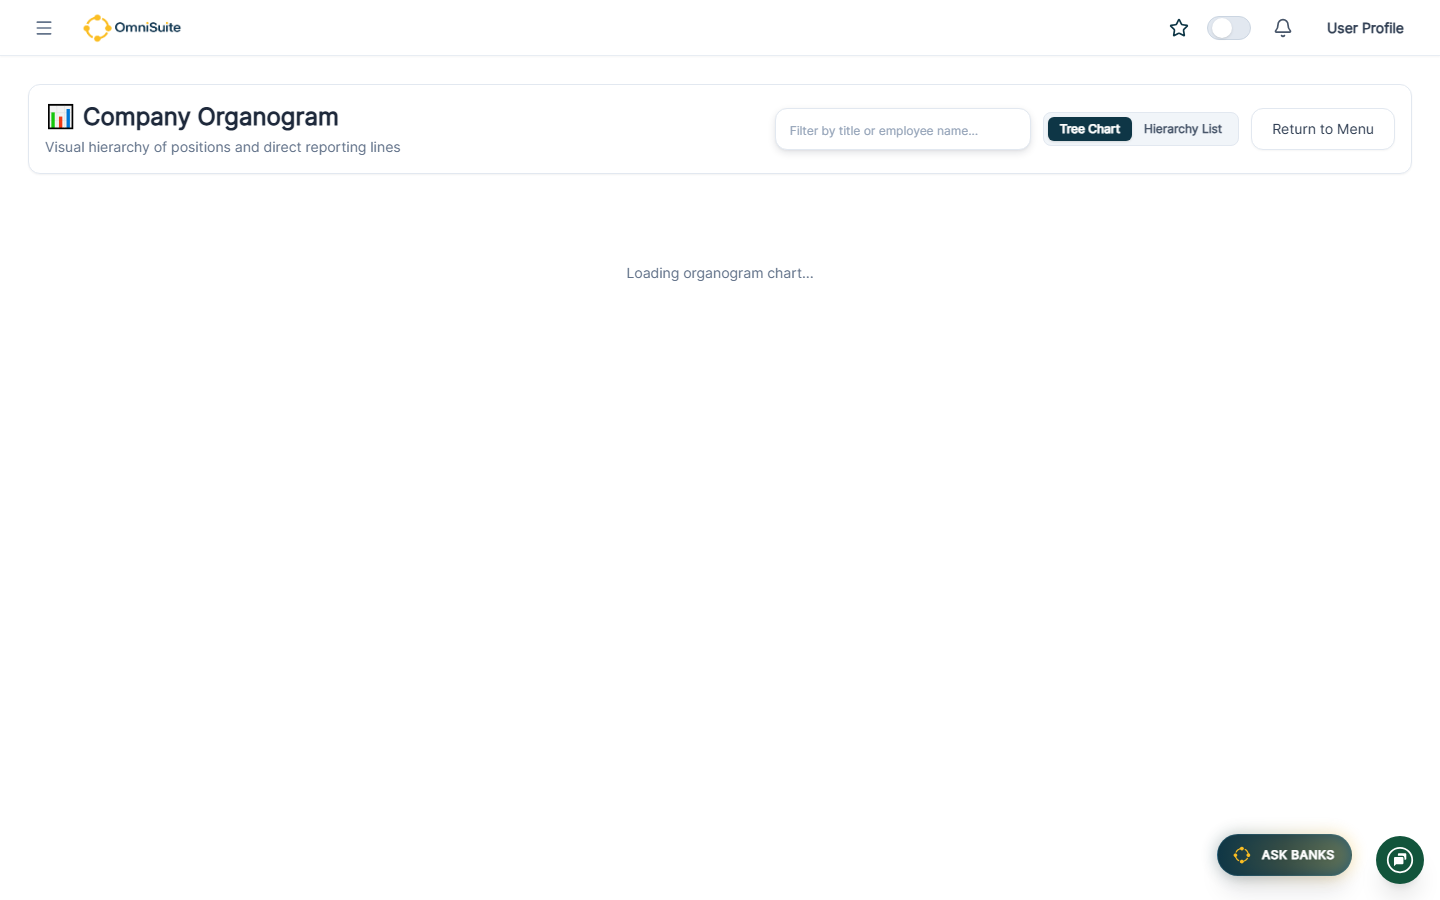 OmniSuite
User Profile
Company Organogram
Visual hierarchy of positions and direct reporting lines
Filter by title or employee name...
Tree Chart
Hierarchy List
Return to Menu
Loading organogram chart...
ASK BANKS